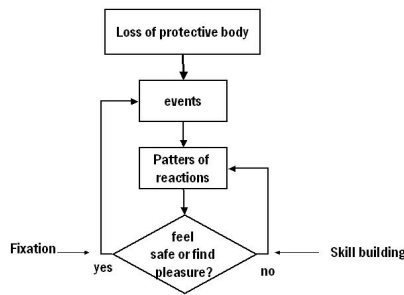 Loss of protective body
events
Patters of
reactions
feel
safe or find
pleasure?
Fixation
yes
no
Skill building